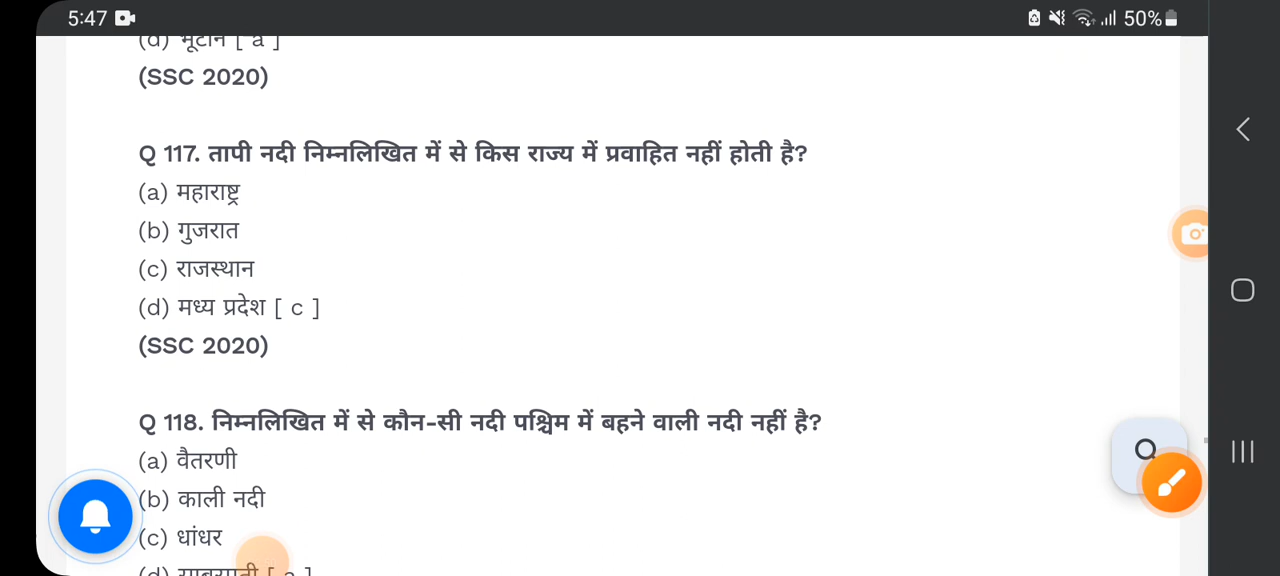 5:47
50%
(d) भूटान [ a ]
(SSC 2020)
Q 117. तापी नदी निम्नलिखित में से किस राज्य में प्रवाहित नहीं होती है?
(a) महाराष्ट्र
(b) गुजरात
(c) राजस्थान
(d) मध्य प्रदेश [ c ]
(SSC 2020)
Q 118. निम्नलिखित में से कौन-सी नदी पश्चिम में बहने वाली नदी नहीं है?
(a) वैतरणी
(b) काली नदी
(c) धांधर
(d) साबरमती [ a ]